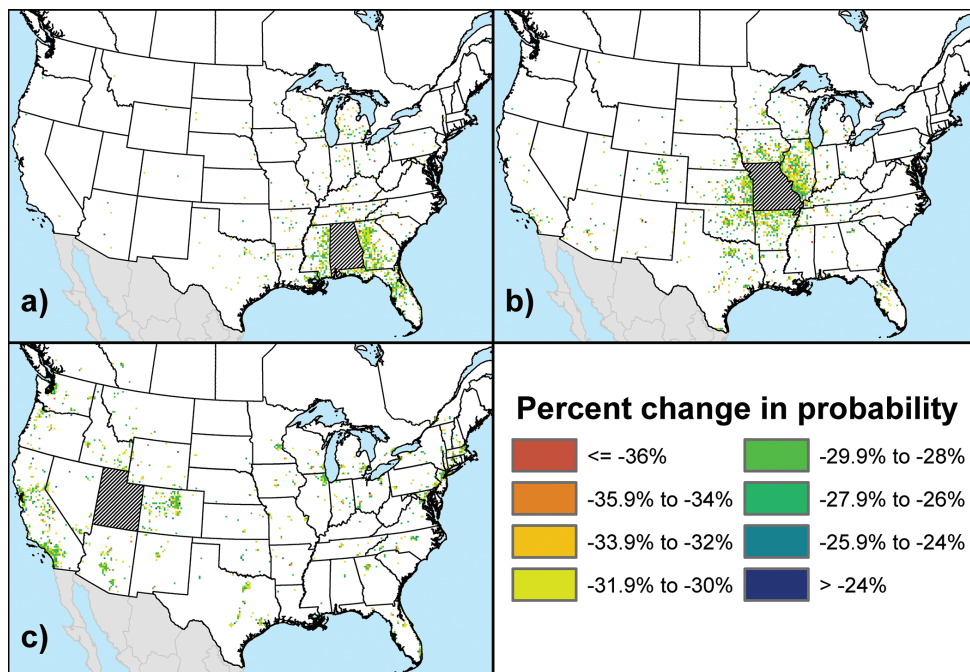 a)
b)
c)
Percent change in probability
<= -36%
-35.9% to -34%
-33.9% to -32%
-31.9% to -30%
-29.9% to -28%
-27.9% to -26%
-25.9% to -24%
> -24%